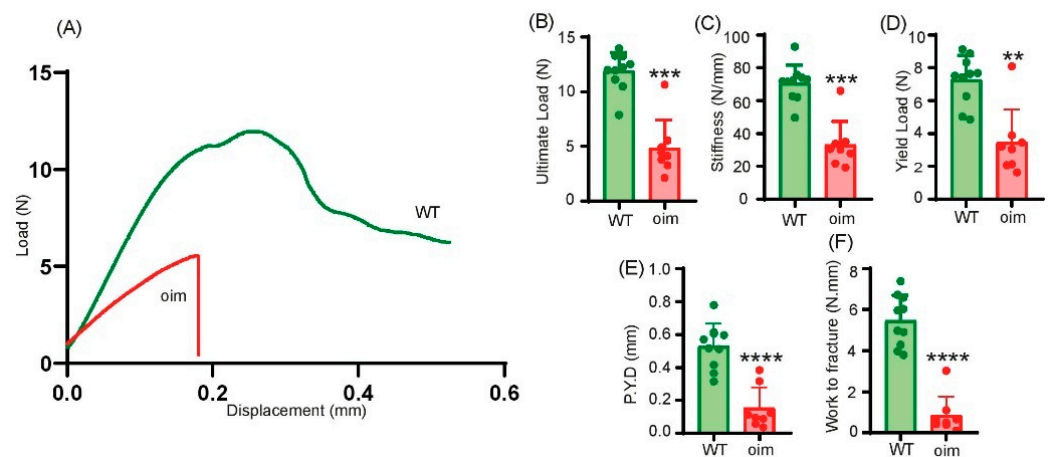 (A)
15
10
5
0
Load (N)
WT
oim
0.0 0.2 0.4 0.6
Displacement (mm)
(B)
15
10
5
0
Ultimate Load (N)
***
WT oim
(C)
100
80
60
40
20
0
Stiffness (N/mm)
***
WT oim
(D)
10
8
6
4
2
0
Yield Load (N)
**
WT oim
(E)
1.0
0.8
0.6
0.4
0.2
0.0
P.Y.D (mm)
****
WT oim
(F)
8
6
4
2
0
Work to fracture (N.mm)
****
WT oim